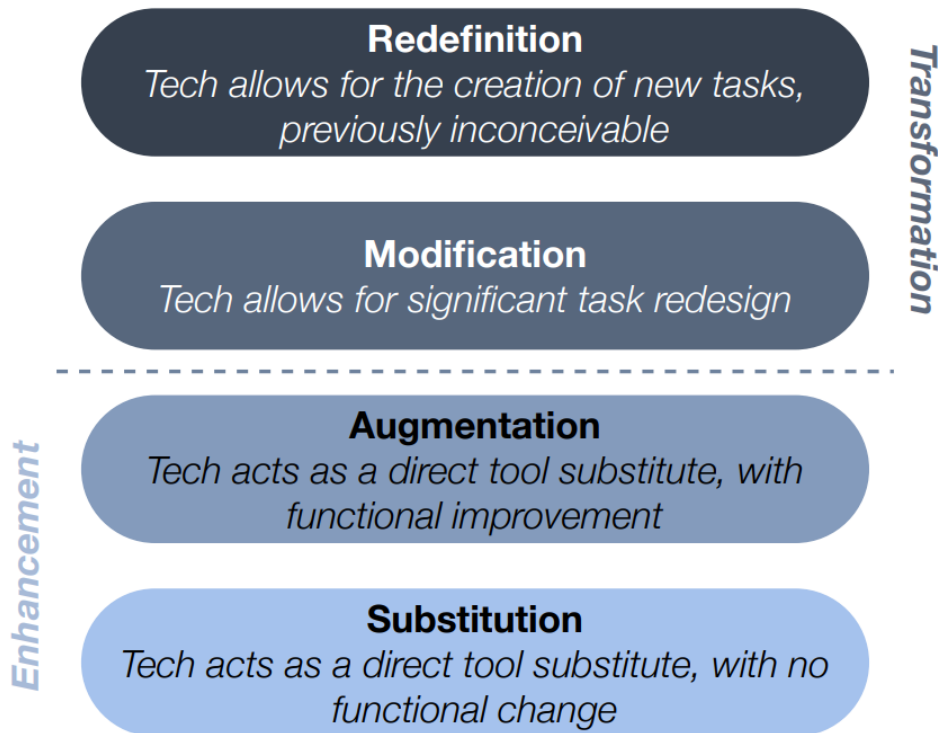 Redefinition
Tech allows for the creation of new tasks,
previously inconceivable
Transformation
Modification
Tech allows for significant task redesign
Augmentation
Tech acts as a direct tool substitute, with
functional improvement
Enhancement
Substitution
Tech acts as a direct tool substitute, with no
functional change